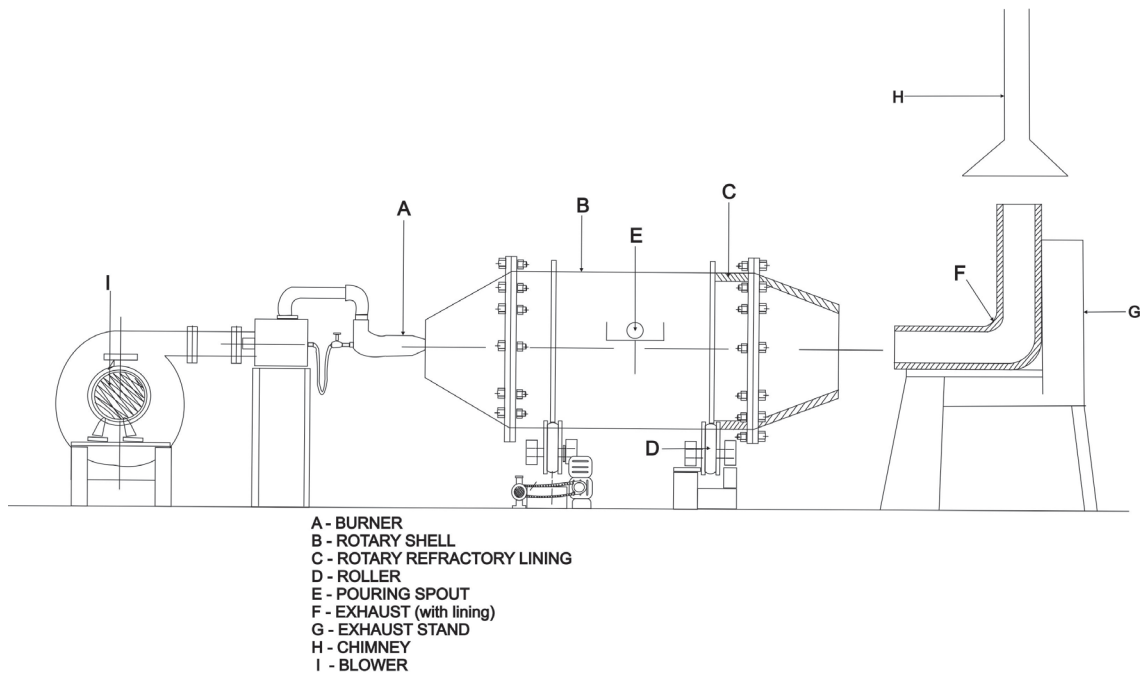 H
A
B
C
E
I
F
G
D
A - BURNER
B - ROTARY SHELL
C - ROTARY REFRACTORY LINING
D - ROLLER
E - POURING SPOUT
F - EXHAUST (with lining)
G - EXHAUST STAND
H - CHIMNEY
I - BLOWER